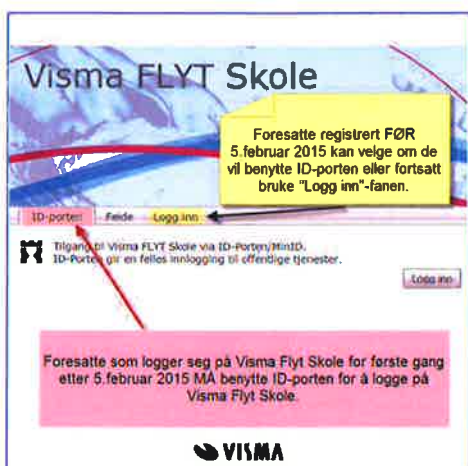 Visma FLYT Skole
Foresatte registrert FØR
5.februar 2015 kan velge om de
vil benytte ID-porten eller fortsatt
bruke "Logg inn"-fanen.
ID-porten Feide Logg inn
Tilgang til Visma FLYT Skole via ID-Porten/MinID.
ID-Porten gir en felles innlogging til offentlige tjenester.
Logg inn
Foresatte som logger seg på Visma Flyt Skole for første gang
etter 5.februar 2015 MÅ benytte ID-porten for å logge på
Visma Flyt Skole.
VISMA